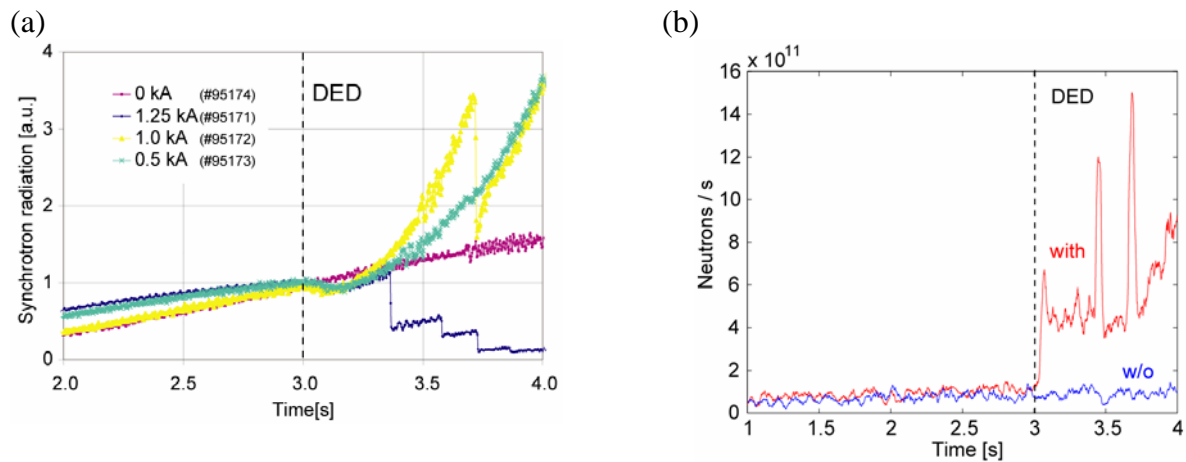 (a)
(b)
4
3
2
1
0
Synchrotron radiation [a.u.]
0 kA (#95174)
1.25 kA (#95171)
1.0 kA (#95172)
0.5 kA (#95173)
DED
2.0 2.5 3.0 3.5 4.0
Time[s]
x 10^11
16
14
12
10
8
6
4
2
0
Neutrons / s
DED
with
w/o
1 1.5 2 2.5 3 3.5 4
Time [s]